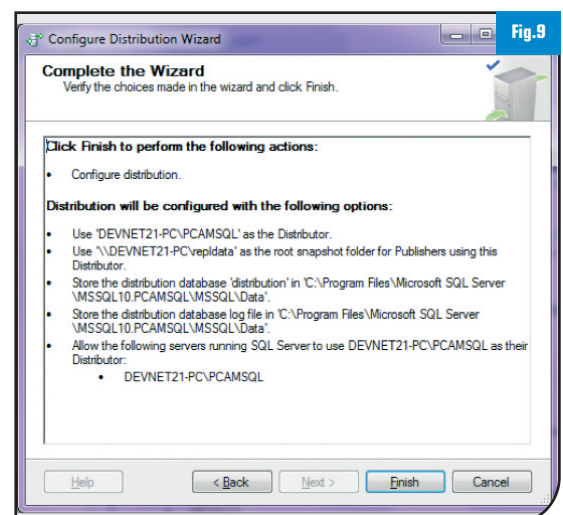 Fig.9
Configure Distribution Wizard
Complete the Wizard
Verify the choices made in the wizard and click Finish.
Click Finish to perform the following actions:
• Configure distribution.
Distribution will be configured with the following options:
• Use 'DEVNET21-PC\PCAMSQL' as the Distributor.
• Use '\\DEVNET21-PC\repldata' as the root snapshot folder for Publishers using this
Distributor.
• Store the distribution database 'distribution' in 'C:\Program Files\Microsoft SQL Server
\MSSQL10.PCAMSQL\MSSQL\Data'.
• Store the distribution database log file in 'C:\Program Files\Microsoft SQL Server
\MSSQL10.PCAMSQL\MSSQL\Data'.
• Allow the following servers running SQL Server to use DEVNET21-PC\PCAMSQL as their
Distributor:
• DEVNET21-PC\PCAMSQL
Help
< Back
Next >
Finish
Cancel